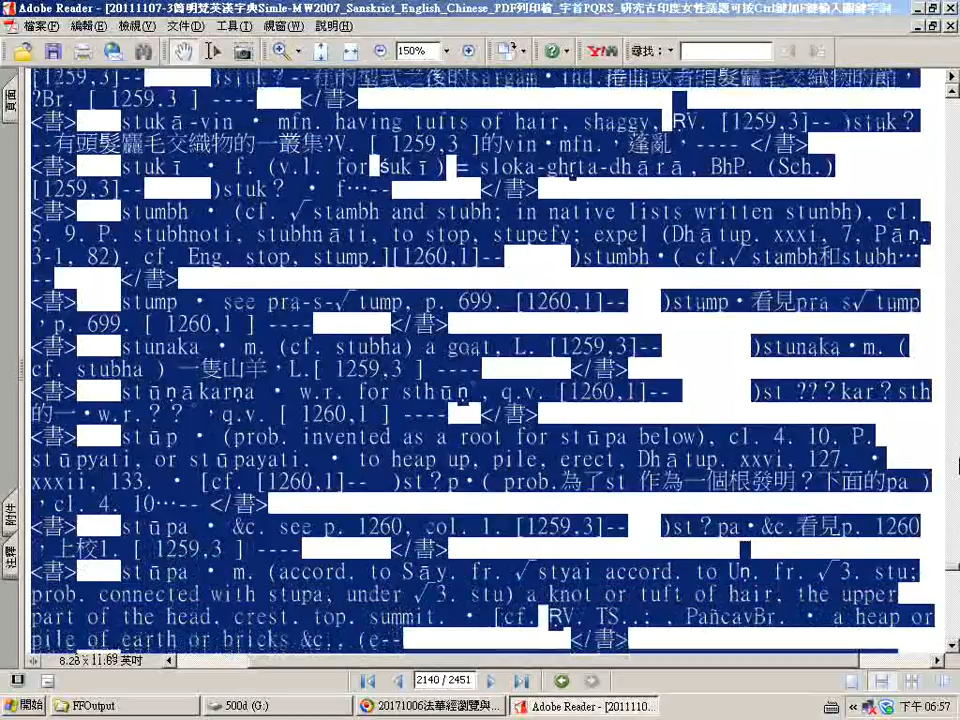 Adobe Reader - [20111107-3簡明梵英漢字典Simle-MW2007_Sanskrict_English_Chinese_PDF列印檔_字首PQRS_研究古印度女性話題可按Ctrl鍵加F鍵輸入關鍵字詞
檔案(F) 編輯(E) 檢視(V) 文件(D) 工具(T) 視窗(W) 說明(H)
150% Y! 尋找:
頁面
[1259,3]-- )stuk? --有的型式之後的sargah‧ind.捲曲或者組髮毛交織物的節,
?Br. [ 1259,3 ] ---- </書>
<書> stukā-vin ‧ mfn. having tufts of hair, shaggy, RV. [1259,3]-- )stuk?
--有頭髮毛交織物的一叢集?V. [ 1259,3 ]的vin‧mfn.,蓬亂, ---- </書>
<書> stukī ‧ f. (v.l. for śukī) = sloka-ghṛta-dhārā, BhP. (Sch.)
[1259,3]-- )stuk? ‧ f…-- </書>
<書> stumbh ‧ (cf. √stambh and stubh; in native lists written stunbh), cl.
5. 9. P. stubhnoti, stubhnāti, to stop, stupefy; expel (Dhātup. xxxi, 7, Pāṇ.
3-1, 82). cf. Eng. stop, stump.][1260,1]-- )stumbh‧( cf.√stambh和stubh…
-- </書>
<書> stump ‧ see pra-s-√tump, p. 699. [1260,1]-- )stump‧看見pra s√tump
,p. 699. [ 1260,1 ] ---- </書>
<書> stunaka ‧ m. (cf. stubha) a goat, L. [1259,3]-- )stunaka‧m. (
cf. stubha ) 一隻山羊,L.[ 1259,3 ] ---- </書>
<書> stūṇākarṇa ‧ w.r. for sthūṇ°, q.v. [1260,1]-- )st ???kar?sth
的一‧w.r.??°,q.v. [ 1260,1 ] ---- </書>
<書> stūp ‧ (prob. invented as a root for stūpa below), cl. 4. 10. P.
stūpyati, or stūpayati. ‧ to heap up, pile, erect, Dhātup. xxvi, 127. ‧
xxxii, 133. ‧ [cf. [1260,1]-- )st?p‧( prob.為了st 作為一個根發明?下面的pa )
,cl. 4. 10…-- </書>
<書> stūpa ‧ &c. see p. 1260, col. 1. [1259,3]-- )st?pa‧&c.看見p. 1260
,上校1. [ 1259,3 ] ---- </書>
<書> stūpa ‧ m. (accord. to Sāy. fr. √styai accord. to Uṇ. fr. √3. stu;
prob. connected with stupa, under √3. stu) a knot or tuft of hair, the upper
part of the head, crest. top. summit. ‧ [cf. RV. TS..: , PañcavBr. ‧ a heap or
pile of earth or bricks &c., (e-- </書>
附件
注釋
8.26 x 11.69 英吋
2140 / 2451
開始 FFOutput 500d (G:) 20171006法華經瀏覽與... Adobe Reader - [2011110... « 下午 06:57